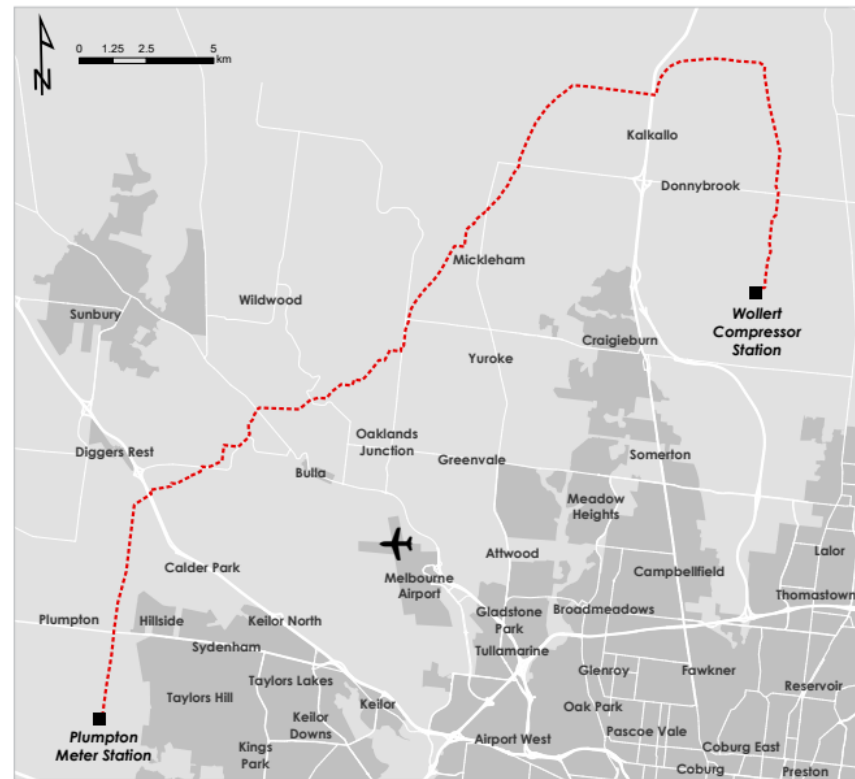 0 1.25 2.5 5
km
N
Kalkallo
Donnybrook
Mickleham
Wildwood
Sunbury
Wollert
Compressor
Station
Craigieburn
Yuroke
Oaklands
Junction
Diggers Rest
Greenvale
Somerton
Bulla
Meadow
Heights
Attwood
Lalor
Calder Park
Melbourne
Airport
Campbellfield
Thomastown
Plumpton
Hillside
Keilor North
Gladstone
Park
Broadmeadows
Sydenham
Tullamarine
Taylors Hill
Taylors Lakes
Glenroy
Fawkner
Reservoir
Keilor
Oak Park
Plumpton
Meter Station
Keilor
Downs
Kings
Park
Airport West
Pascoe Vale
Coburg East
Coburg
Preston